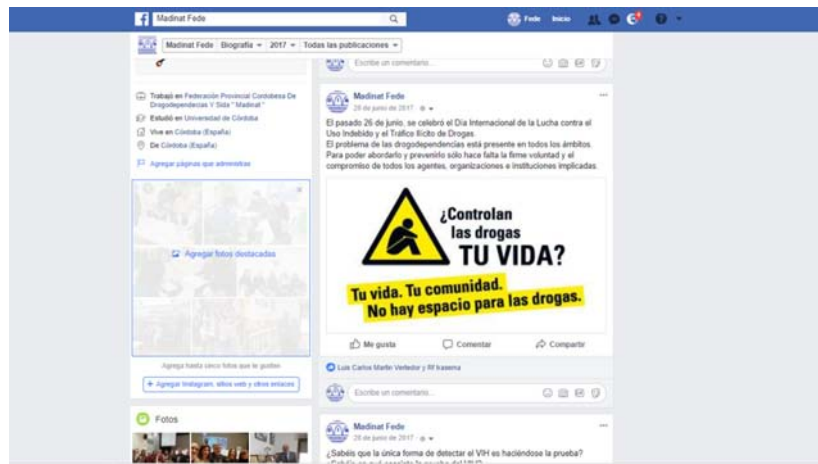 Madinat Fede
Fede Inicio
Madinat Fede Biografía 2017 Todas las publicaciones
Escribe un comentario...
Trabajó en Federación Provincial Cordobesa De
Drogodependencias Y Sida " Madinat "
Estudió en Universidad de Córdoba
Vive en Córdoba (España)
De Córdoba (España)
Agregar páginas que administras
Agregar fotos destacadas
Agrega hasta cinco fotos que te gusten
+ Agregar Instagram, sitios web y otros enlaces
Fotos
Madinat Fede
28 de junio de 2017
El pasado 26 de junio, se celebró el Día Internacional de la Lucha contra el
Uso Indebido y el Tráfico Ilícito de Drogas.
El problema de las drogodependencias está presente en todos los ámbitos.
Para poder abordarlo y prevenirlo sólo hace falta la firme voluntad y el
compromiso de todos los agentes, organizaciones e instituciones implicadas.
¿Controlan
las drogas
TU VIDA?
Tu vida. Tu comunidad.
No hay espacio para las drogas.
Me gusta Comentar Compartir
Luis Carlos Martin Vertedor y Rf trasema
Escribe un comentario...
Madinat Fede
28 de junio de 2017
¿Sabéis que la única forma de detectar el VIH es haciéndose la prueba?